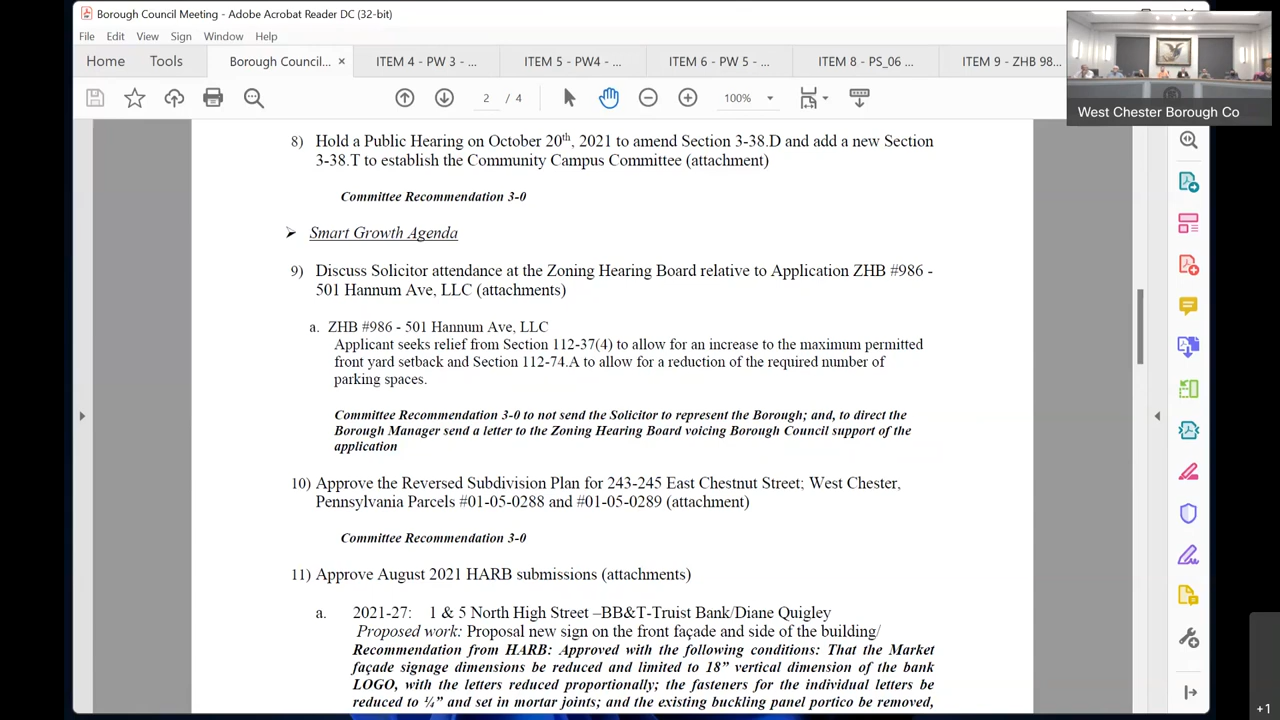 Borough Council Meeting - Adobe Acrobat Reader DC (32-bit)
File Edit View Sign Window Help
Home Tools Borough Council... × ITEM 4 - PW 3 - ... ITEM 5 - PW4 - ... ITEM 6 - PW 5 - ... ITEM 8 - PS_06 ... ITEM 9 - ZHB 98...
West Chester Borough Co
2 / 4 100%
8) Hold a Public Hearing on October 20th, 2021 to amend Section 3-38.D and add a new Section
3-38.T to establish the Community Campus Committee (attachment)
Committee Recommendation 3-0
➢ Smart Growth Agenda
9) Discuss Solicitor attendance at the Zoning Hearing Board relative to Application ZHB #986 -
501 Hannum Ave, LLC (attachments)
a. ZHB #986 - 501 Hannum Ave, LLC
Applicant seeks relief from Section 112-37(4) to allow for an increase to the maximum permitted
front yard setback and Section 112-74.A to allow for a reduction of the required number of
parking spaces.
Committee Recommendation 3-0 to not send the Solicitor to represent the Borough; and, to direct the
Borough Manager send a letter to the Zoning Hearing Board voicing Borough Council support of the
application
10) Approve the Reversed Subdivision Plan for 243-245 East Chestnut Street; West Chester,
Pennsylvania Parcels #01-05-0288 and #01-05-0289 (attachment)
Committee Recommendation 3-0
11) Approve August 2021 HARB submissions (attachments)
a. 2021-27: 1 & 5 North High Street –BB&T-Truist Bank/Diane Quigley
Proposed work: Proposal new sign on the front façade and side of the building/
Recommendation from HARB: Approved with the following conditions: That the Market
façade signage dimensions be reduced and limited to 18” vertical dimension of the bank
LOGO, with the letters reduced proportionally; the fasteners for the individual letters be
reduced to ¼” and set in mortar joints; and the existing buckling panel portico be removed,
+1